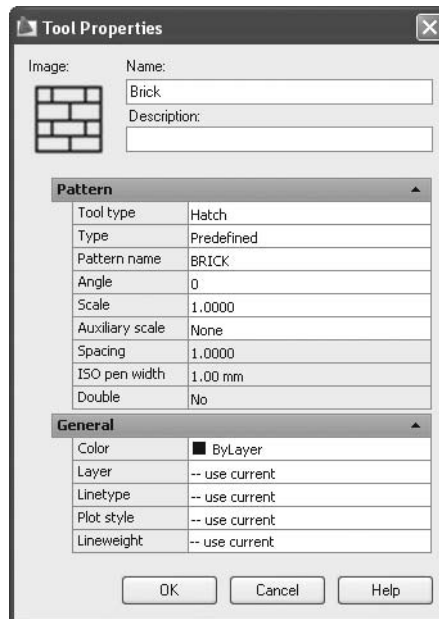 Tool Properties
Image:
Name:
Brick
Description:
Pattern
Tool type Hatch
Type Predefined
Pattern name BRICK
Angle 0
Scale 1.0000
Auxiliary scale None
Spacing 1.0000
ISO pen width 1.00 mm
Double No
General
Color ByLayer
Layer -- use current
Linetype -- use current
Plot style -- use current
Lineweight -- use current
OK Cancel Help